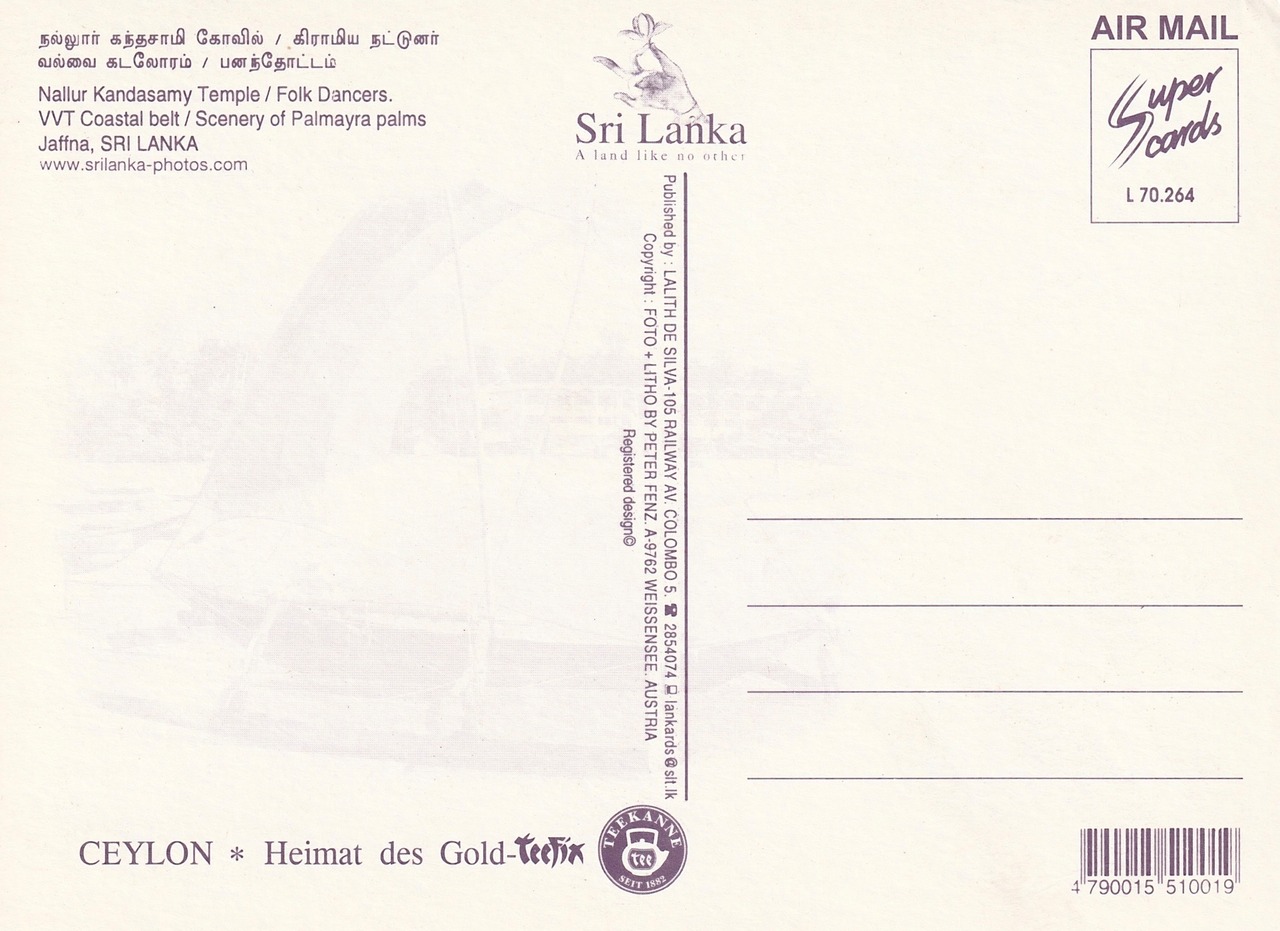 நல்லூர் கந்தசாமி கோவில் / கிராமிய நட்டுனர்
வல்வை கடலோரம் / பனந்தோட்டம்
Nallur Kandasamy Temple / Folk Dancers.
VVT Coastal belt / Scenery of Palmayra palms
Jaffna, SRI LANKA
www.srilanka-photos.com
Sri Lanka
A land like no other
AIR MAIL
Super
cards
L 70.264
Published by : LALITH DE SILVA-105 RAILWAY AV. COLOMBO 5. ☎ 2854074 lankards@slt.lk
Copyright : FOTO + LITHO BY PETER FENZ. A-9762 WEISSENSEE. AUSTRIA
Registered design©
CEYLON * Heimat des Gold-Teefix
TEEKANNE
tee
SEIT 1882
4 790015 510019